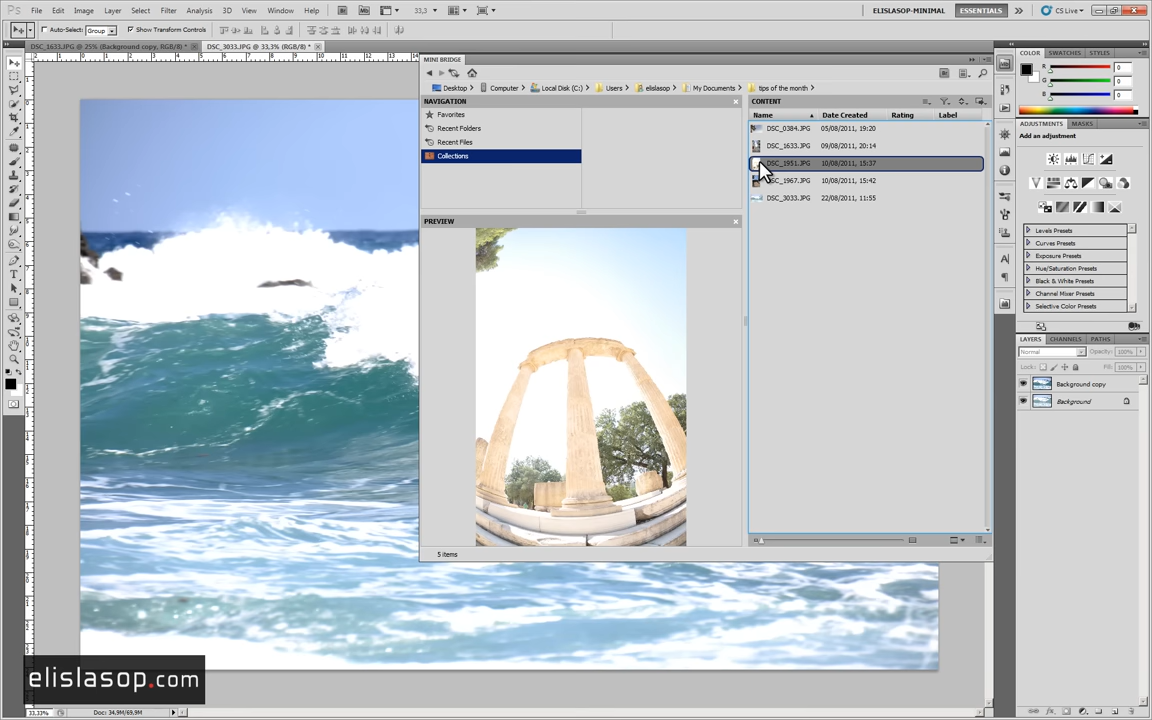 Ps File Edit Image Layer Select Filter Analysis 3D View Window Help 33,3 ELISLASOP-MINIMAL ESSENTIALS CS Live
Auto-Select: Group Show Transform Controls
DSC_1633.JPG @ 25% (Background copy, RGB/8) * DSC_3033.JPG @ 33,3% (RGB/8) *
MINI BRIDGE
Desktop Computer Local Disk (C:) Users elislasop My Documents tips of the month
NAVIGATION
Favorites
Recent Folders
Recent Files
Collections
PREVIEW
5 items
CONTENT
Name Date Created Rating Label
DSC_0384.JPG 05/08/2011, 19:20
DSC_1633.JPG 09/08/2011, 20:14
DSC_1951.JPG 10/08/2011, 15:37
DSC_1967.JPG 10/08/2011, 15:42
DSC_3033.JPG 22/08/2011, 11:55
COLOR SWATCHES STYLES
R 0
G 0
B 0
ADJUSTMENTS MASKS
Add an adjustment
Levels Presets
Curves Presets
Exposure Presets
Hue/Saturation Presets
Black & White Presets
Channel Mixer Presets
Selective Color Presets
LAYERS CHANNELS PATHS
Normal Opacity: 100%
Lock: Fill: 100%
Background copy
Background
elislasop.com
33.33% Doc: 34,9M/69,9M